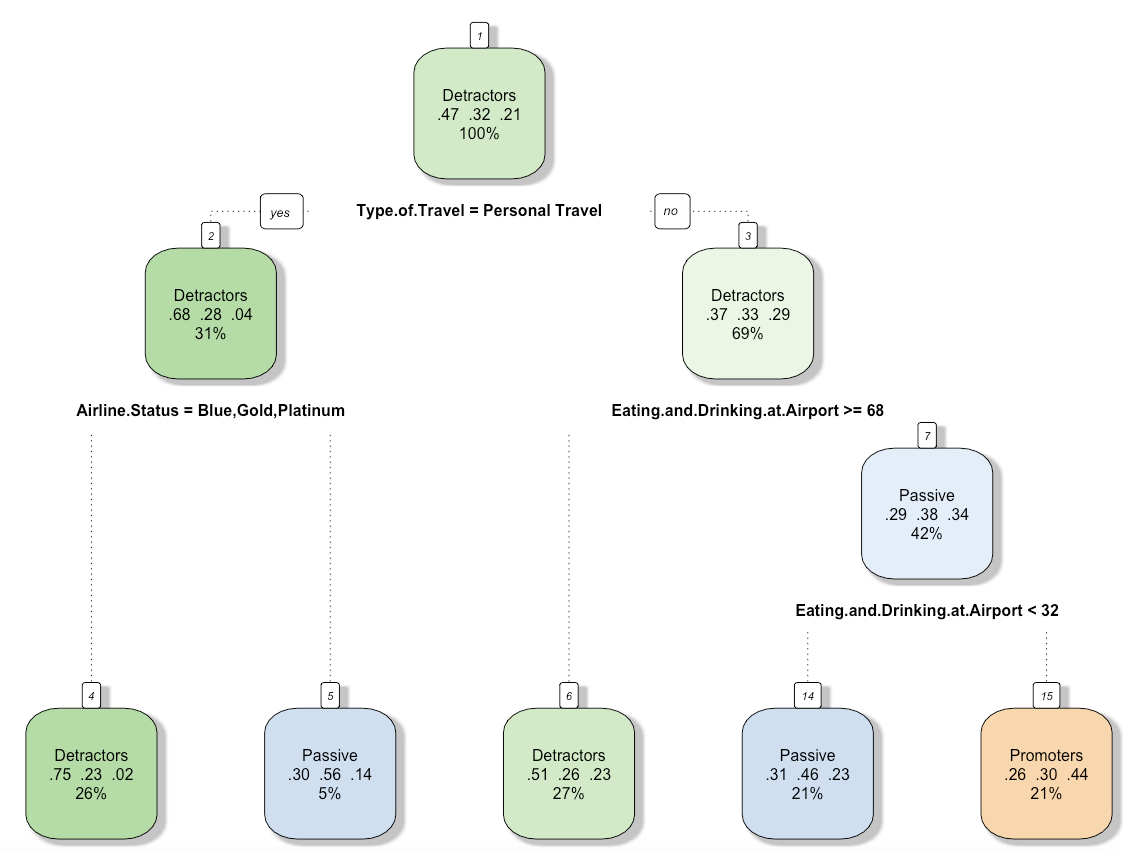 1
Detractors
.47 .32 .21
100%
yes
Type.of.Travel = Personal Travel
no
2
Detractors
.68 .28 .04
31%
3
Detractors
.37 .33 .29
69%
Airline.Status = Blue,Gold,Platinum
Eating.and.Drinking.at.Airport >= 68
7
Passive
.29 .38 .34
42%
Eating.and.Drinking.at.Airport < 32
4
Detractors
.75 .23 .02
26%
5
Passive
.30 .56 .14
5%
6
Detractors
.51 .26 .23
27%
14
Passive
.31 .46 .23
21%
15
Promoters
.26 .30 .44
21%